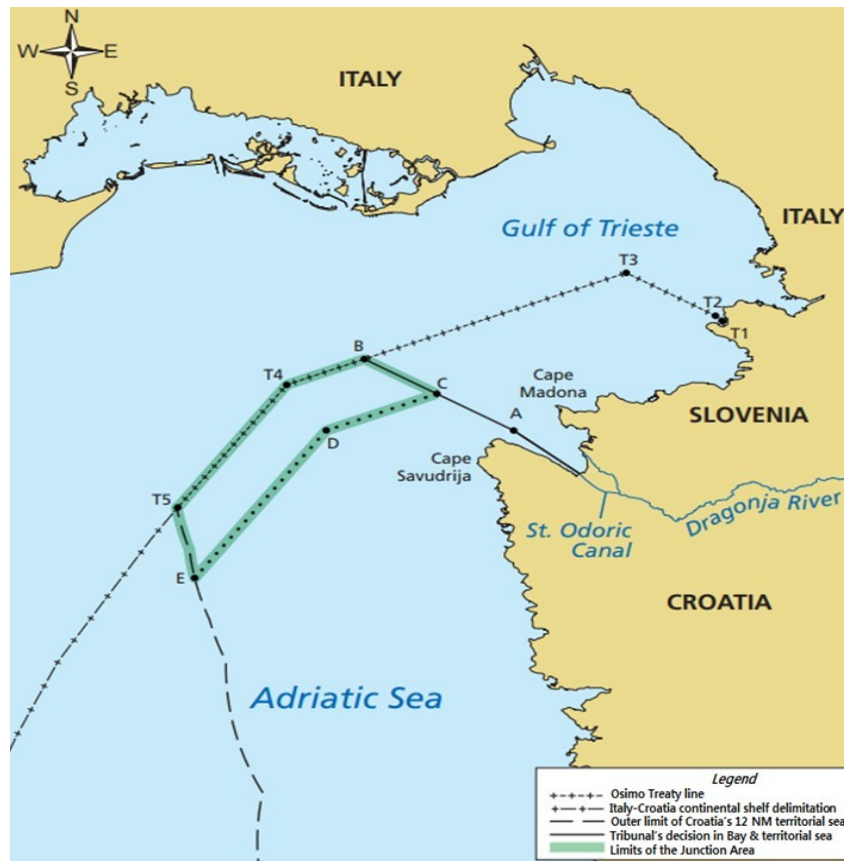 N
W E
S
ITALY
Gulf of Trieste
ITALY
T3
T2
T1
B
T4
C
Cape
Madona
A
SLOVENIA
D
Cape
Savudrija
T5
St. Odoric
Canal
Dragonja River
E
CROATIA
Adriatic Sea
Legend
Osimo Treaty line
Italy-Croatia continental shelf delimitation
Outer limit of Croatia's 12 NM territorial sea
Tribunal's decision in Bay & territorial sea
Limits of the Junction Area